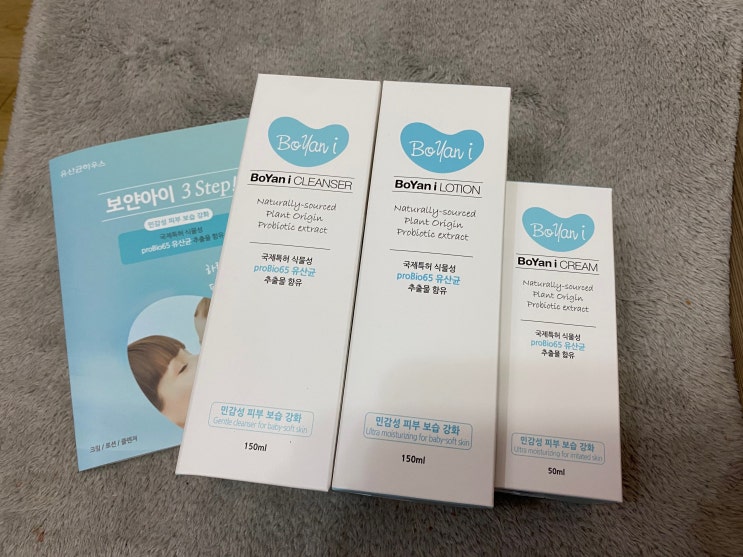 유산균하우스
보얀아이 3 Step!
민감성 피부 보습 강화
국제특허 식물성
proBio65 유산균 추출물 함유
크림 / 로션 / 클렌저
BoYan i
BoYan i CLEANSER
Naturally-sourced
Plant Origin
Probiotic extract
국제특허 식물성
proBio65 유산균
추출물 함유
민감성 피부 보습 강화
Gentle cleanser for baby-soft skin
150ml
BoYan i
BoYan i LOTION
Naturally-sourced
Plant Origin
Probiotic extract
국제특허 식물성
proBio65 유산균
추출물 함유
민감성 피부 보습 강화
Ultra moisturizing for baby-soft skin
150ml
BoYan i
BoYan i CREAM
Naturally-sourced
Plant Origin
Probiotic extract
국제특허 식물성
proBio65 유산균
추출물 함유
민감성 피부 보습 강화
Ultra moisturizing for irritated skin
50ml